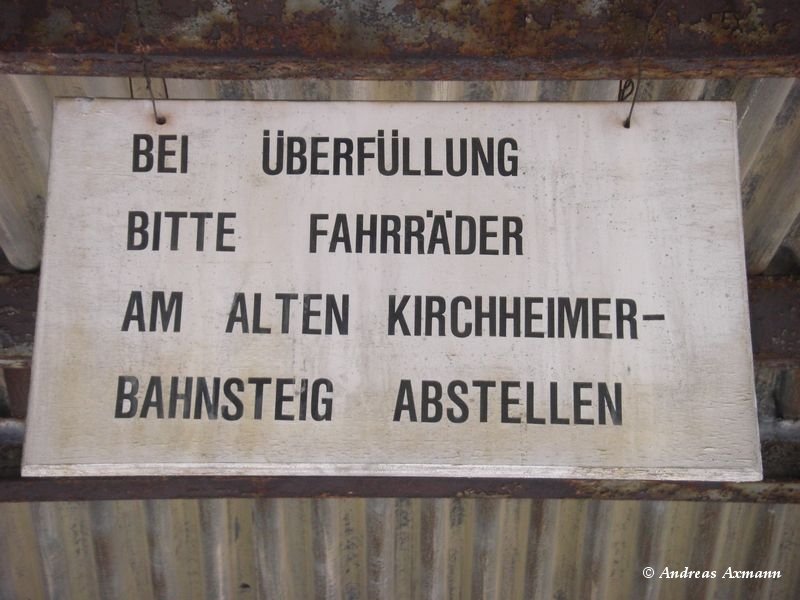 BEI ÜBERFÜLLUNG
BITTE FAHRRÄDER
AM ALTEN KIRCHHEIMER-
BAHNSTEIG ABSTELLEN
© Andreas Axmann